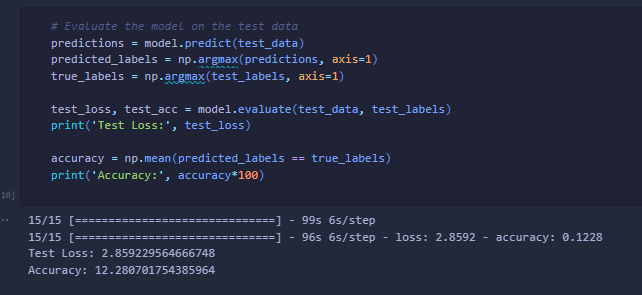 # Evaluate the model on the test data
predictions = model.predict(test_data)
predicted_labels = np.argmax(predictions, axis=1)
true_labels = np.argmax(test_labels, axis=1)
test_loss, test_acc = model.evaluate(test_data, test_labels)
print('Test Loss:', test_loss)
accuracy = np.mean(predicted_labels == true_labels)
print('Accuracy:', accuracy*100)
10]
15/15 [==============================] - 99s 6s/step
15/15 [==============================] - 96s 6s/step - loss: 2.8592 - accuracy: 0.1228
Test Loss: 2.859229564666748
Accuracy: 12.280701754385964